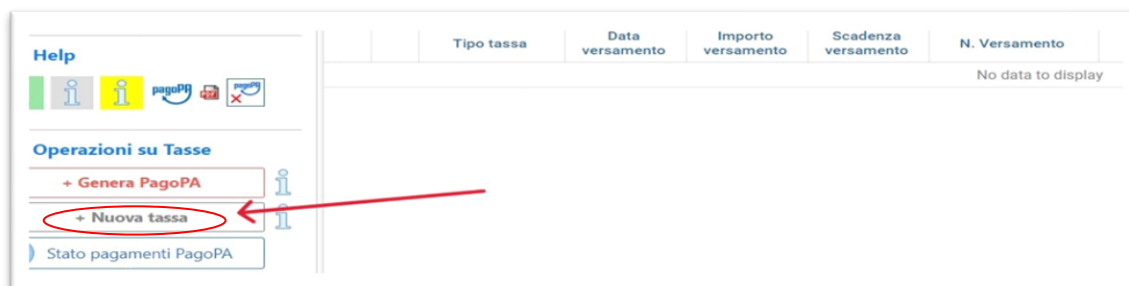 Help
pagoPA
pagoPA
Operazioni su Tasse
+ Genera PagoPA
+ Nuova tassa
Stato pagamenti PagoPA
Tipo tassa
Data versamento
Importo versamento
Scadenza versamento
N. Versamento
No data to display